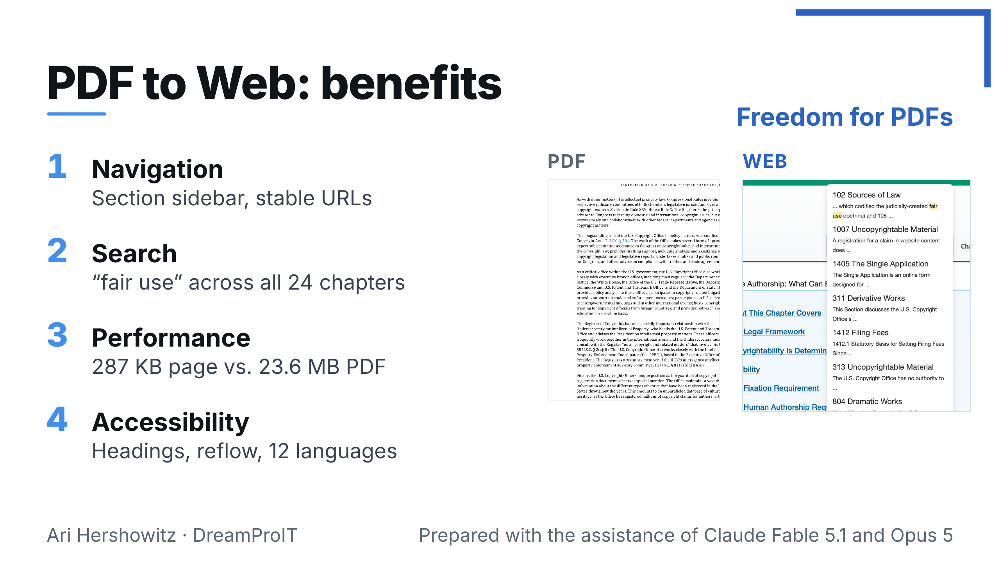 PDF to Web: benefits
Freedom for PDFs
1 Navigation
Section sidebar, stable URLs
2 Search
“fair use” across all 24 chapters
3 Performance
287 KB page vs. 23.6 MB PDF
4 Accessibility
Headings, reflow, 12 languages
PDF
COMPENDIUM OF U.S. COPYRIGHT OFFICE PRACTICES,
As with other matters of intellectual property law, Congressional Rules give the
respective judiciary committees of both chambers legislative jurisdiction over
copyright matters. See Senate Rule XXV; House Rule X. The Register is the
advisor to Congress regarding domestic and international copyright issues, but
works closely and collaboratively with other federal departments and agencies
copyright matters.
The longstanding role of the U.S. Copyright Office in policy matters was codified
Copyright Act. 17 U.S.C. § 701. The work of the Office takes several forms. It
expert subject matter assistance to Congress on copyright policy and
the copyright law; provides drafting support, including analysis and assistance
copyright legislation and legislative reports; undertakes studies and public
for Congress; and offers advice on compliance with treaties and trade
As a critical office within the U.S. government, the U.S. Copyright Office also
closely with executive branch offices, including most regularly the Department
Justice, the White House, the Office of the U.S. Trade Representative, the
Commerce and U.S. Patent and Trademark Office, and the Department of State.
provides policy analysis to these offices; participates in copyright-related
provides support on trade and enforcement measures; participates on U.S.
to intergovernmental meetings and in other international events; hosts
training for copyright officials from foreign countries; and provides outreach
education on a routine basis.
The Register of Copyrights has an especially important relationship with the
Undersecretary for Intellectual Property, who heads the U.S. Patent and
Office and advises the President on intellectual property matters. These officers
frequently work together in the international arena and the Undersecretary
consult with the Register “on all copyright and related matters” that involve his
35 U.S.C. § 2(c)(5). The U.S. Copyright Office also works closely with the
Property Enforcement Coordinator (the “IPEC”), based in the Executive Office of
President. The Register is a statutory member of the IPEC’s interagency
property enforcement advisory committee. 15 U.S.C. § 8111(b)(3)(A)(ii).
Finally, the U.S. Copyright Office’s unique position as the guardian of copyright
registration documents deserves special mention. The Office maintains a wealth
information about the different types of works that have been registered in the
States throughout the years. This amounts to an unparalleled database of
heritage, as the Office has registered millions of copyright claims for authors,
WEB
102 Sources of Law
... which codified the judicially-created fair
use doctrine) and 108 ...
1007 Uncopyrightable Material
A registration for a claim in website content
does ...
1405 The Single Application
The Single Application is an online form
designed for ...
311 Derivative Works
This Section discusses the U.S. Copyright
Office's ...
1412 Filing Fees
1412.1 Statutory Basis for Setting Filing Fees
Since ...
313 Uncopyrightable Material
The U.S. Copyright Office has no authority to
...
804 Dramatic Works
Authorship: What Can
This Chapter Covers
Legal Framework
Is
Fixation Requirement
Human Authorship
Ari Hershowitz · DreamProIT
Prepared with the assistance of Claude Fable 5.1 and Opus 5